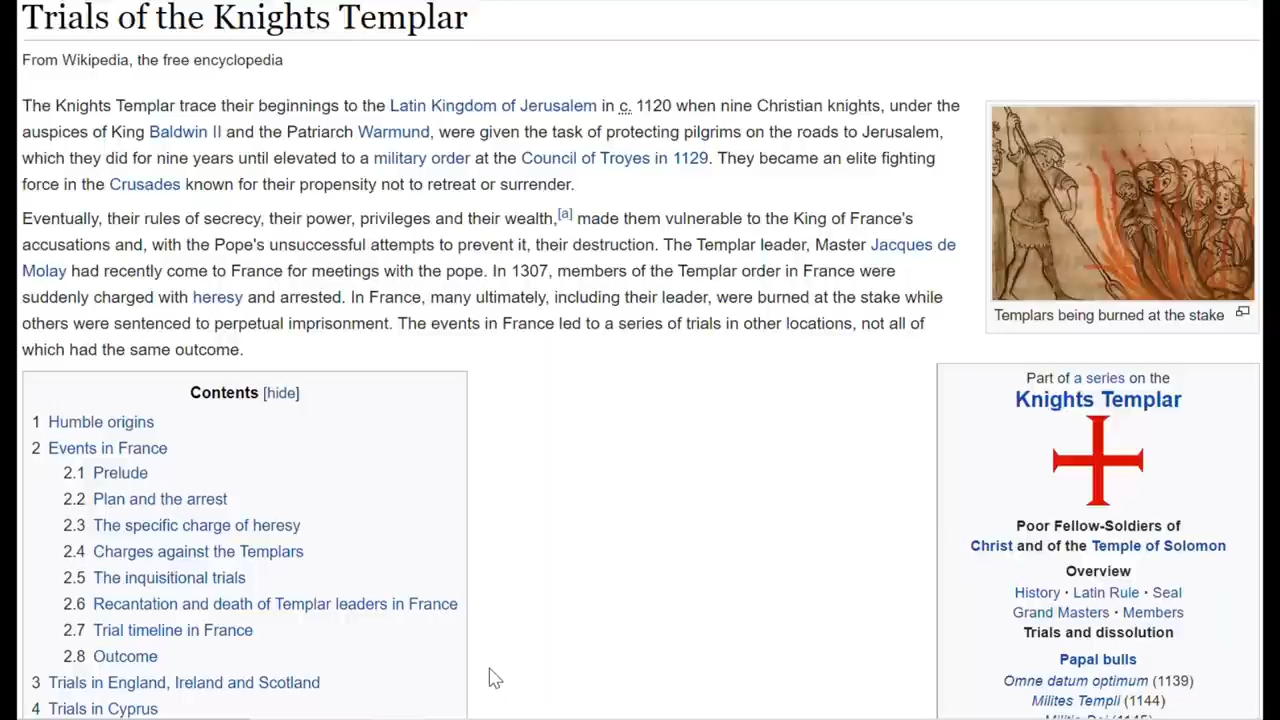 Trials of the Knights Templar
From Wikipedia, the free encyclopedia
The Knights Templar trace their beginnings to the Latin Kingdom of Jerusalem in c. 1120 when nine Christian knights, under the
auspices of King Baldwin II and the Patriarch Warmund, were given the task of protecting pilgrims on the roads to Jerusalem,
which they did for nine years until elevated to a military order at the Council of Troyes in 1129. They became an elite fighting
force in the Crusades known for their propensity not to retreat or surrender.
Eventually, their rules of secrecy, their power, privileges and their wealth,[a] made them vulnerable to the King of France's
accusations and, with the Pope's unsuccessful attempts to prevent it, their destruction. The Templar leader, Master Jacques de
Molay had recently come to France for meetings with the pope. In 1307, members of the Templar order in France were
suddenly charged with heresy and arrested. In France, many ultimately, including their leader, were burned at the stake while
others were sentenced to perpetual imprisonment. The events in France led to a series of trials in other locations, not all of
which had the same outcome.
Templars being burned at the stake
Contents [hide]
1 Humble origins
2 Events in France
2.1 Prelude
2.2 Plan and the arrest
2.3 The specific charge of heresy
2.4 Charges against the Templars
2.5 The inquisitional trials
2.6 Recantation and death of Templar leaders in France
2.7 Trial timeline in France
2.8 Outcome
3 Trials in England, Ireland and Scotland
4 Trials in Cyprus
Part of a series on the
Knights Templar
Poor Fellow-Soldiers of
Christ and of the Temple of Solomon
Overview
History · Latin Rule · Seal
Grand Masters · Members
Trials and dissolution
Papal bulls
Omne datum optimum (1139)
Milites Templi (1144)
Militia Dei (1145)